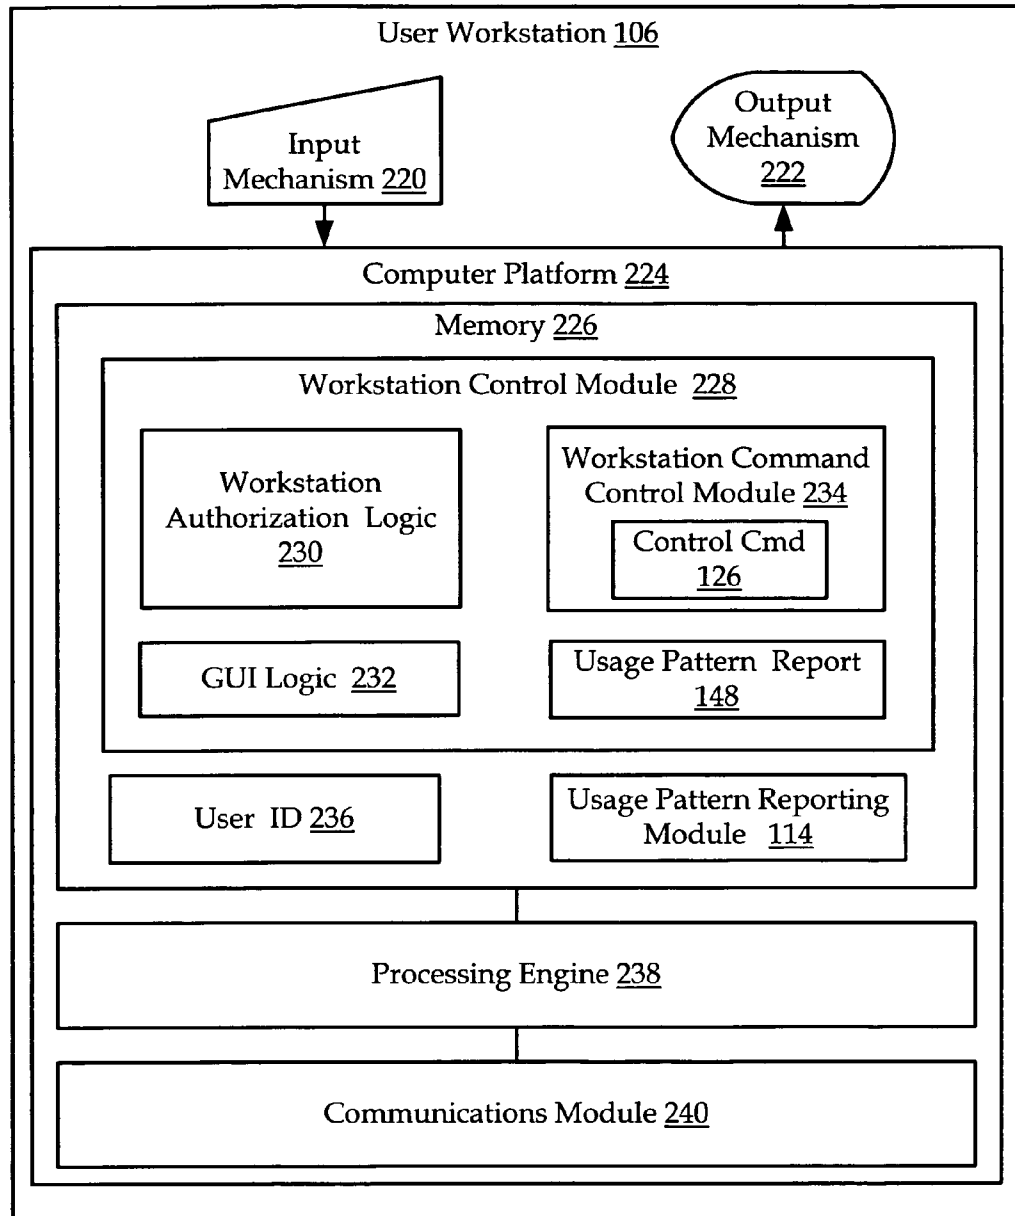 User Workstation 106
Input
Mechanism 220
Output
Mechanism
222
Computer Platform 224
Memory 226
Workstation Control Module 228
Workstation
Authorization Logic
230
Workstation Command
Control Module 234
Control Cmd
126
GUI Logic 232
Usage Pattern Report
148
User ID 236
Usage Pattern Reporting
Module 114
Processing Engine 238
Communications Module 240